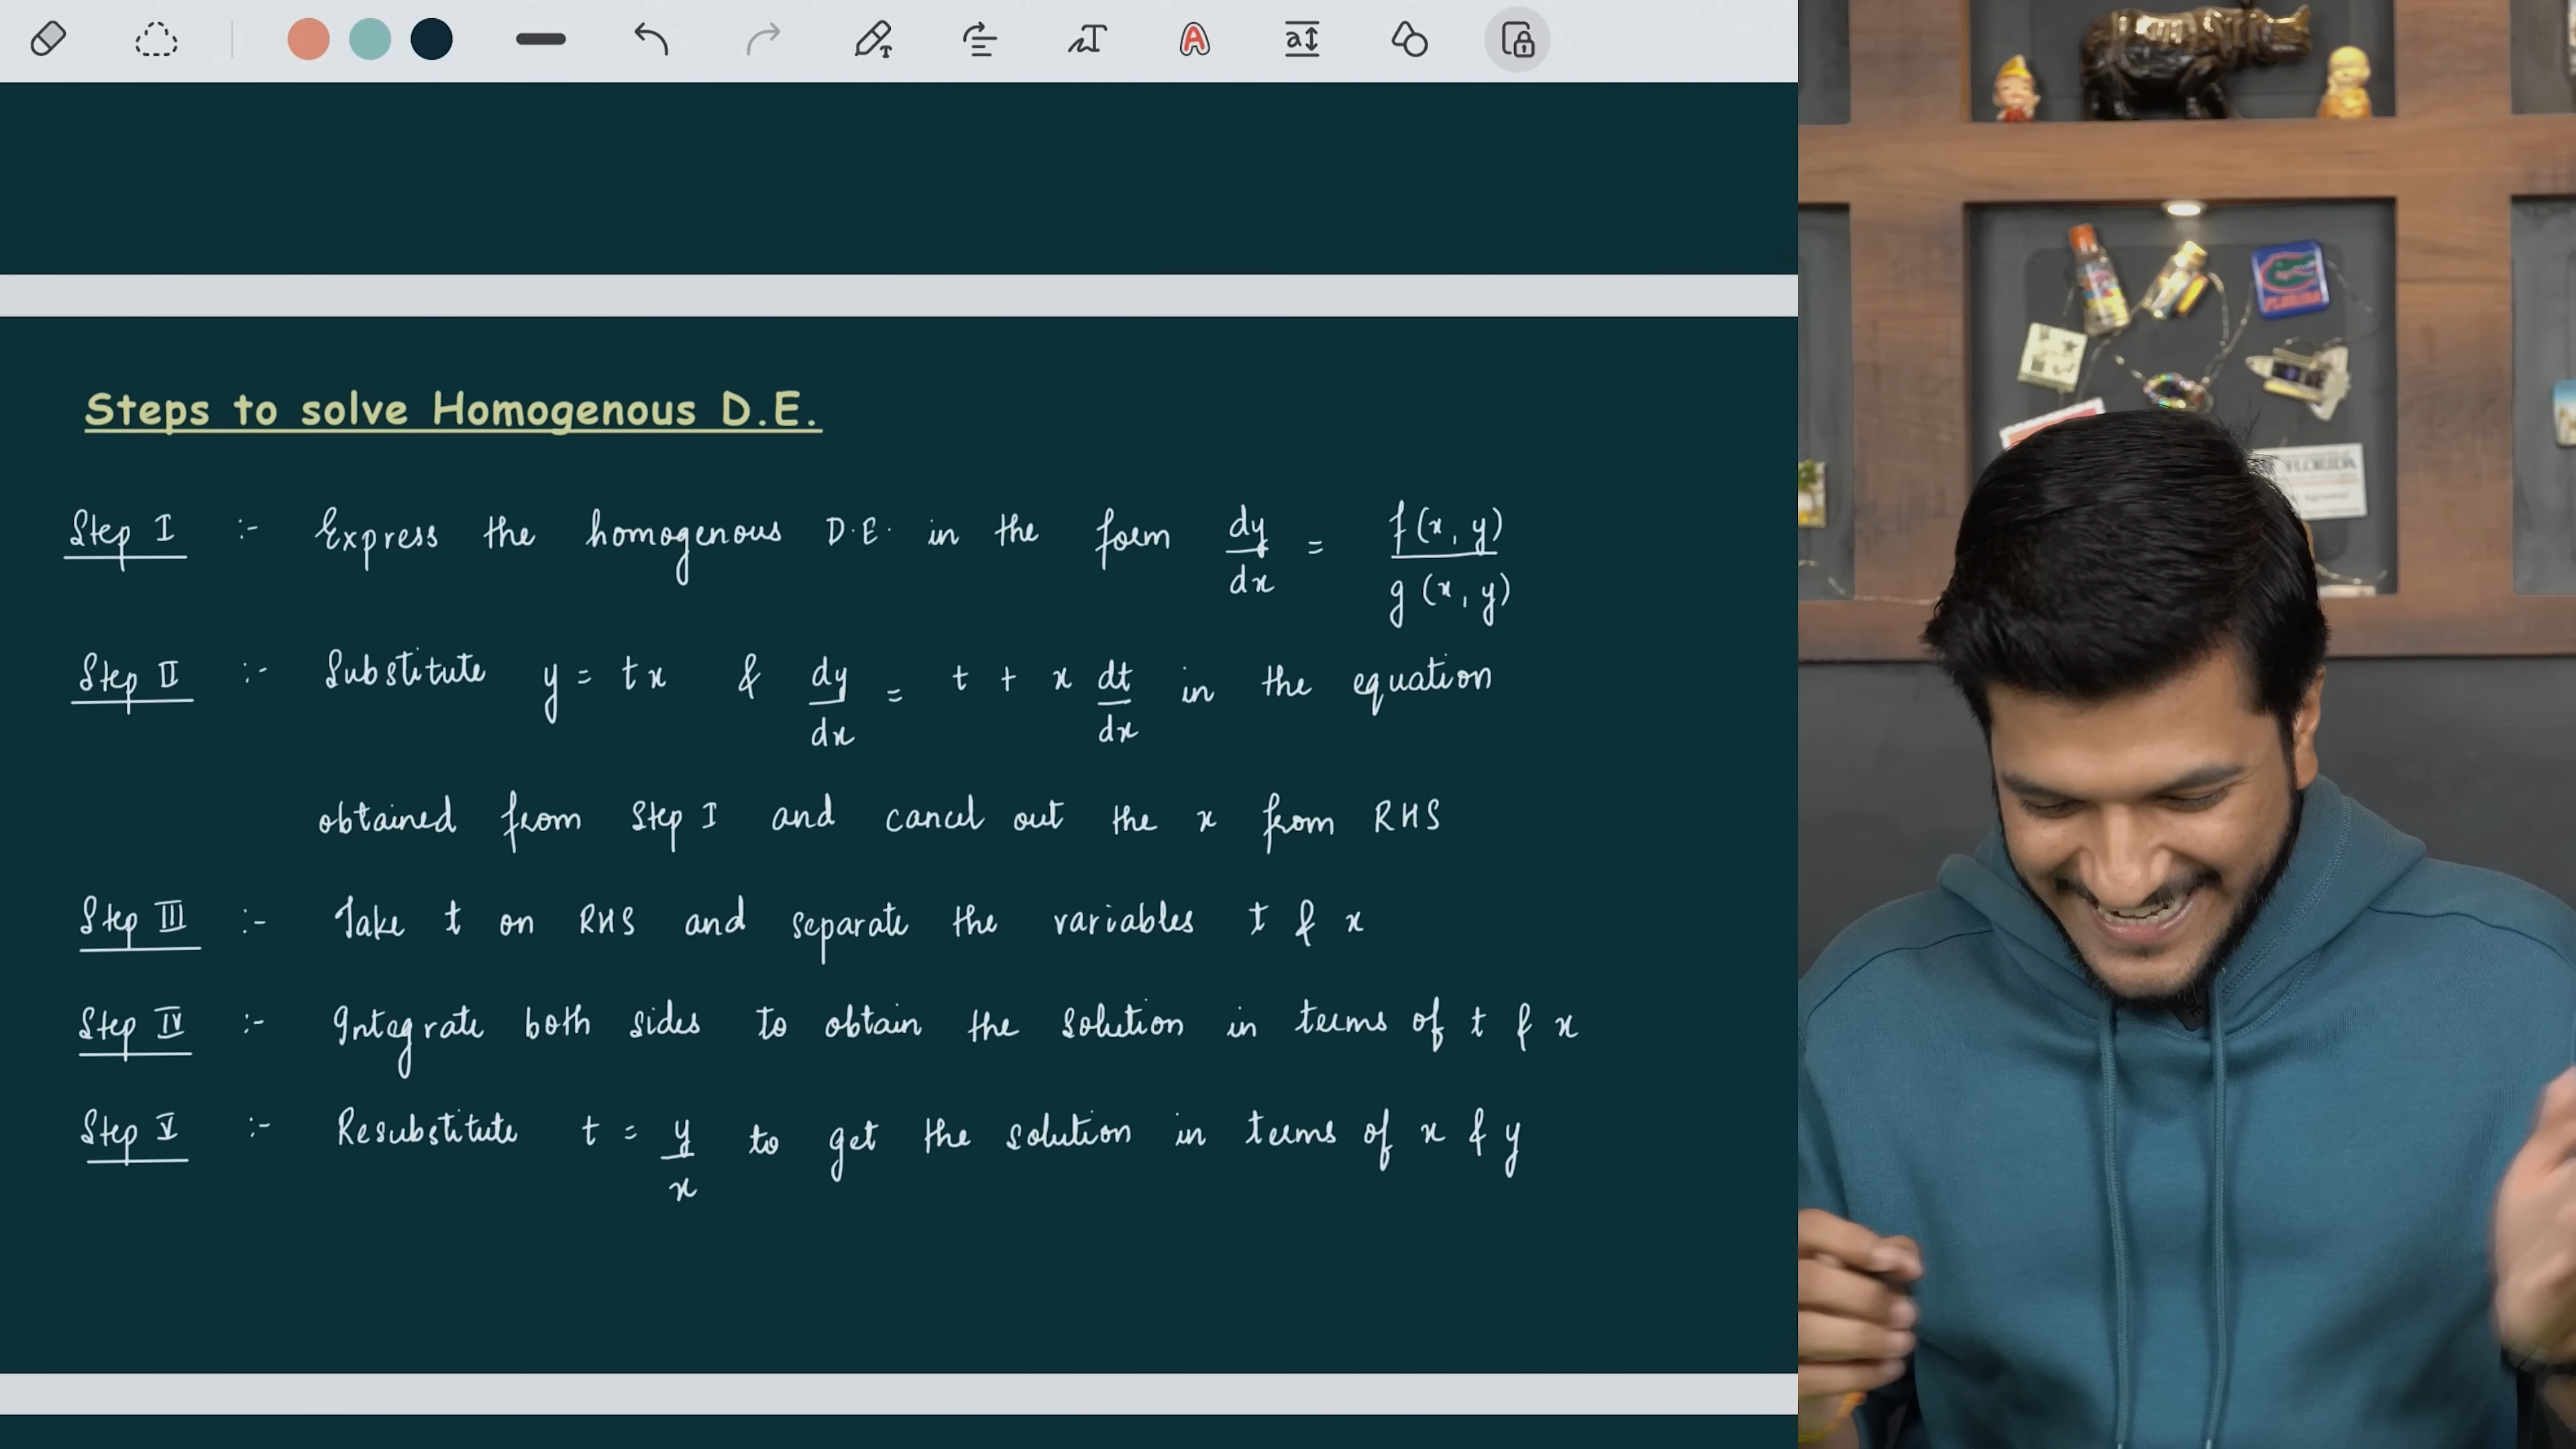 Steps to solve Homogenous D.E.
Step I :- Express the homogenous D.E. in the form dy/dx = f(x, y)/g(x, y)
Step II :- Substitute y = tx & dy/dx = t + x dt/dx in the equation
obtained from Step I and cancel out the x from RHS
Step III :- Take t on RHS and separate the variables t & x
Step IV :- Integrate both sides to obtain the solution in terms of t & x
Step V :- Resubstitute t = y/x to get the solution in terms of x & y
FLORIDA
FLORIDA